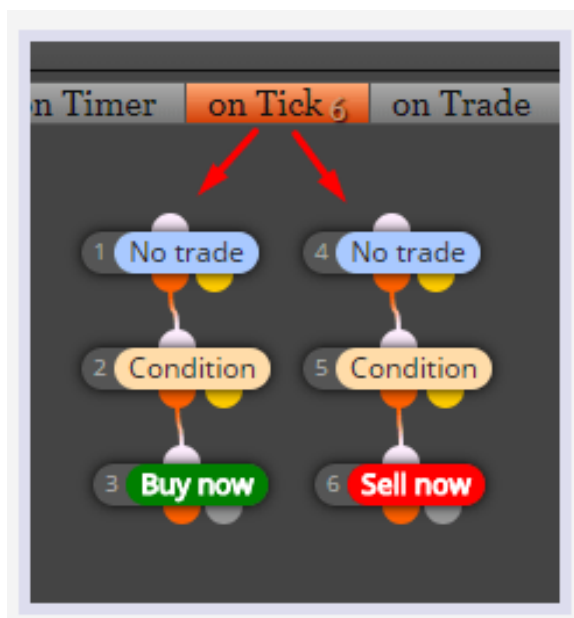 n Timer on Tick 6 on Trade
1 No trade 4 No trade
2 Condition 5 Condition
3 Buy now 6 Sell now